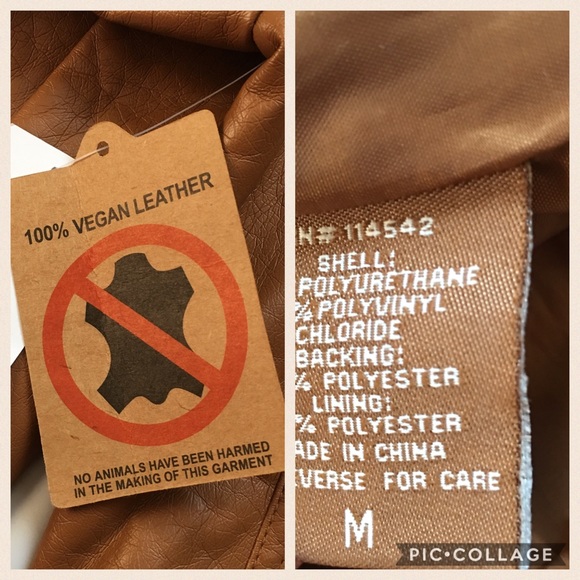 100% VEGAN LEATHER
NO ANIMALS HAVE BEEN HARMED
IN THE MAKING OF THIS GARMENT
N# 114542
SHELL:
POLYURETHANE
% POLYVINYL
CHLORIDE
BACKING:
% POLYESTER
LINING:
% POLYESTER
ADE IN CHINA
EVERSE FOR CARE
M
PIC•COLLAGE